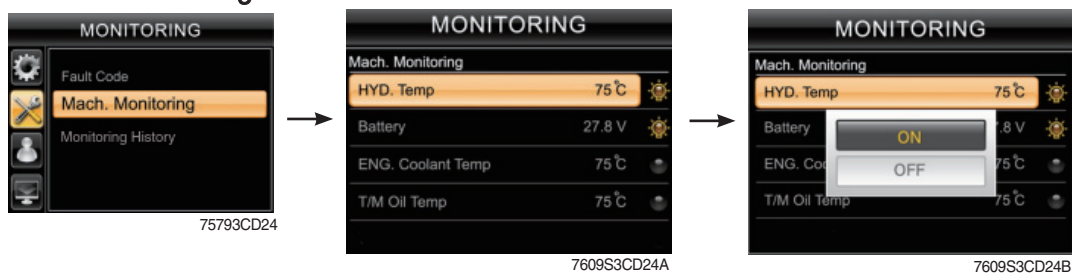 MONITORING
Fault Code
Mach. Monitoring
Monitoring History
75793CD24
MONITORING
Mach. Monitoring
HYD. Temp 75℃
Battery 27.8 V
ENG. Coolant Temp 75℃
T/M Oil Temp 75℃
7609S3CD24A
MONITORING
Mach. Monitoring
HYD. Temp 75℃
Battery .8 V
ON
ENG. Coo 75℃
OFF
T/M Oil Temp 75℃
7609S3CD24B